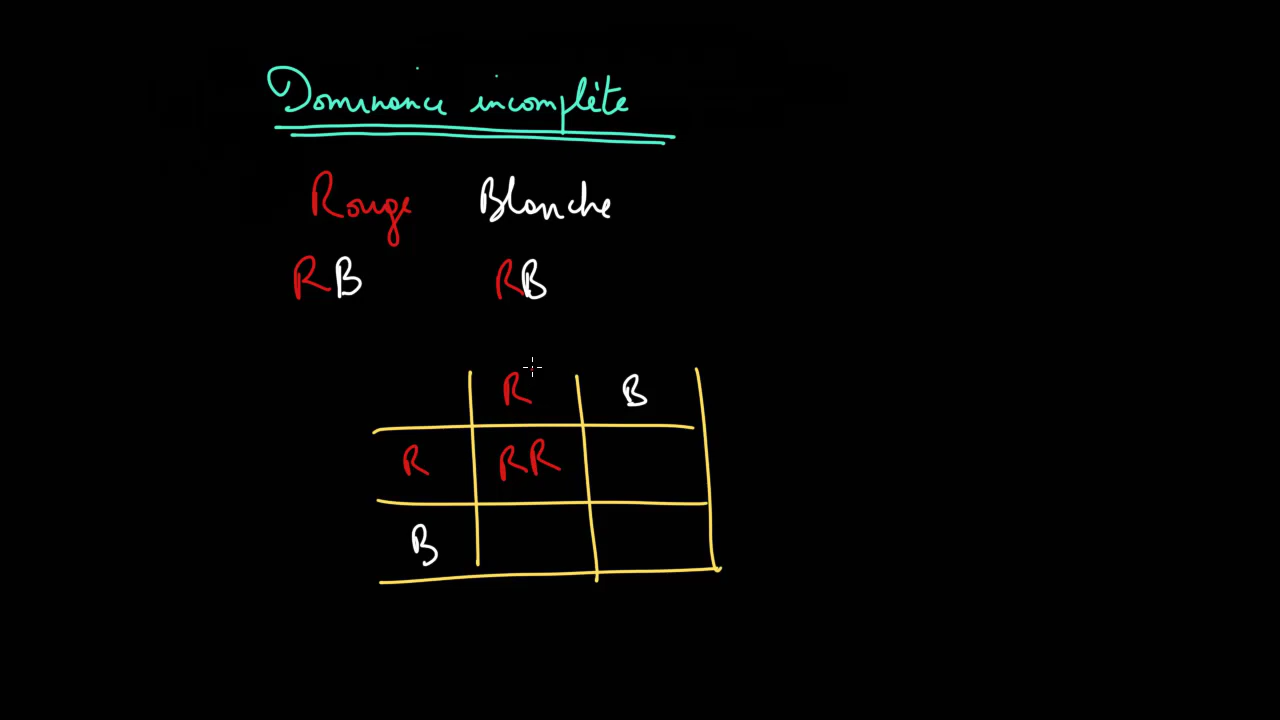 Dominance incomplète
Rouge Blanche
RB RB
R B
R RR
B